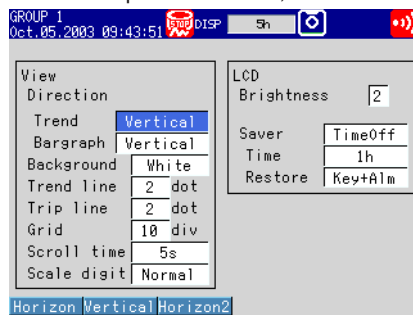 GROUP 1
Oct.05.2003 09:43:51 STOP DISP 5h
View
Direction
Trend Vertical
Bargraph Vertical
Background White
Trend line 2 dot
Trip line 2 dot
Grid 10 div
Scroll time 5s
Scale digit Normal
LCD
Brightness 2
Saver TimeOff
Time 1h
Restore Key+Alm
Horizon Vertical Horizon2